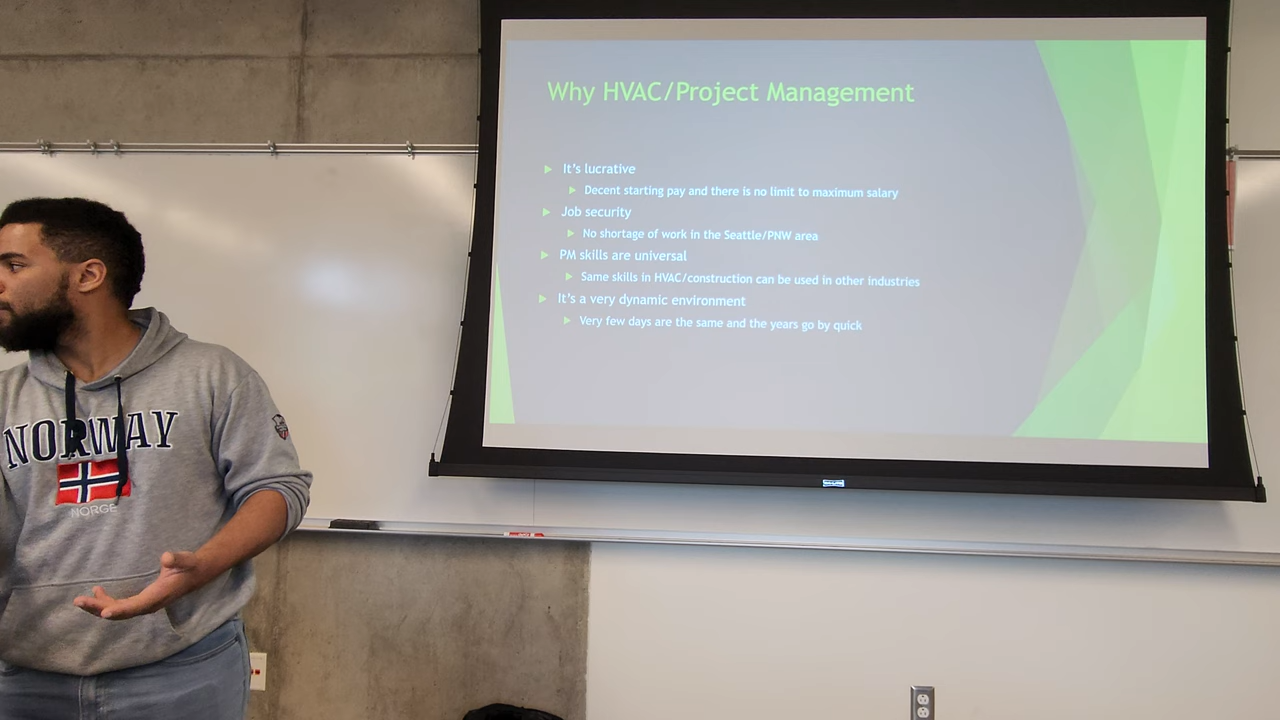 Why HVAC/Project Management
It's lucrative
Decent starting pay and there is no limit to maximum salary
Job security
No shortage of work in the Seattle/PNW area
PM skills are universal
Same skills in HVAC/construction can be used in other industries
It's a very dynamic environment
Very few days are the same and the years go by quick
NORWAY
NORGE